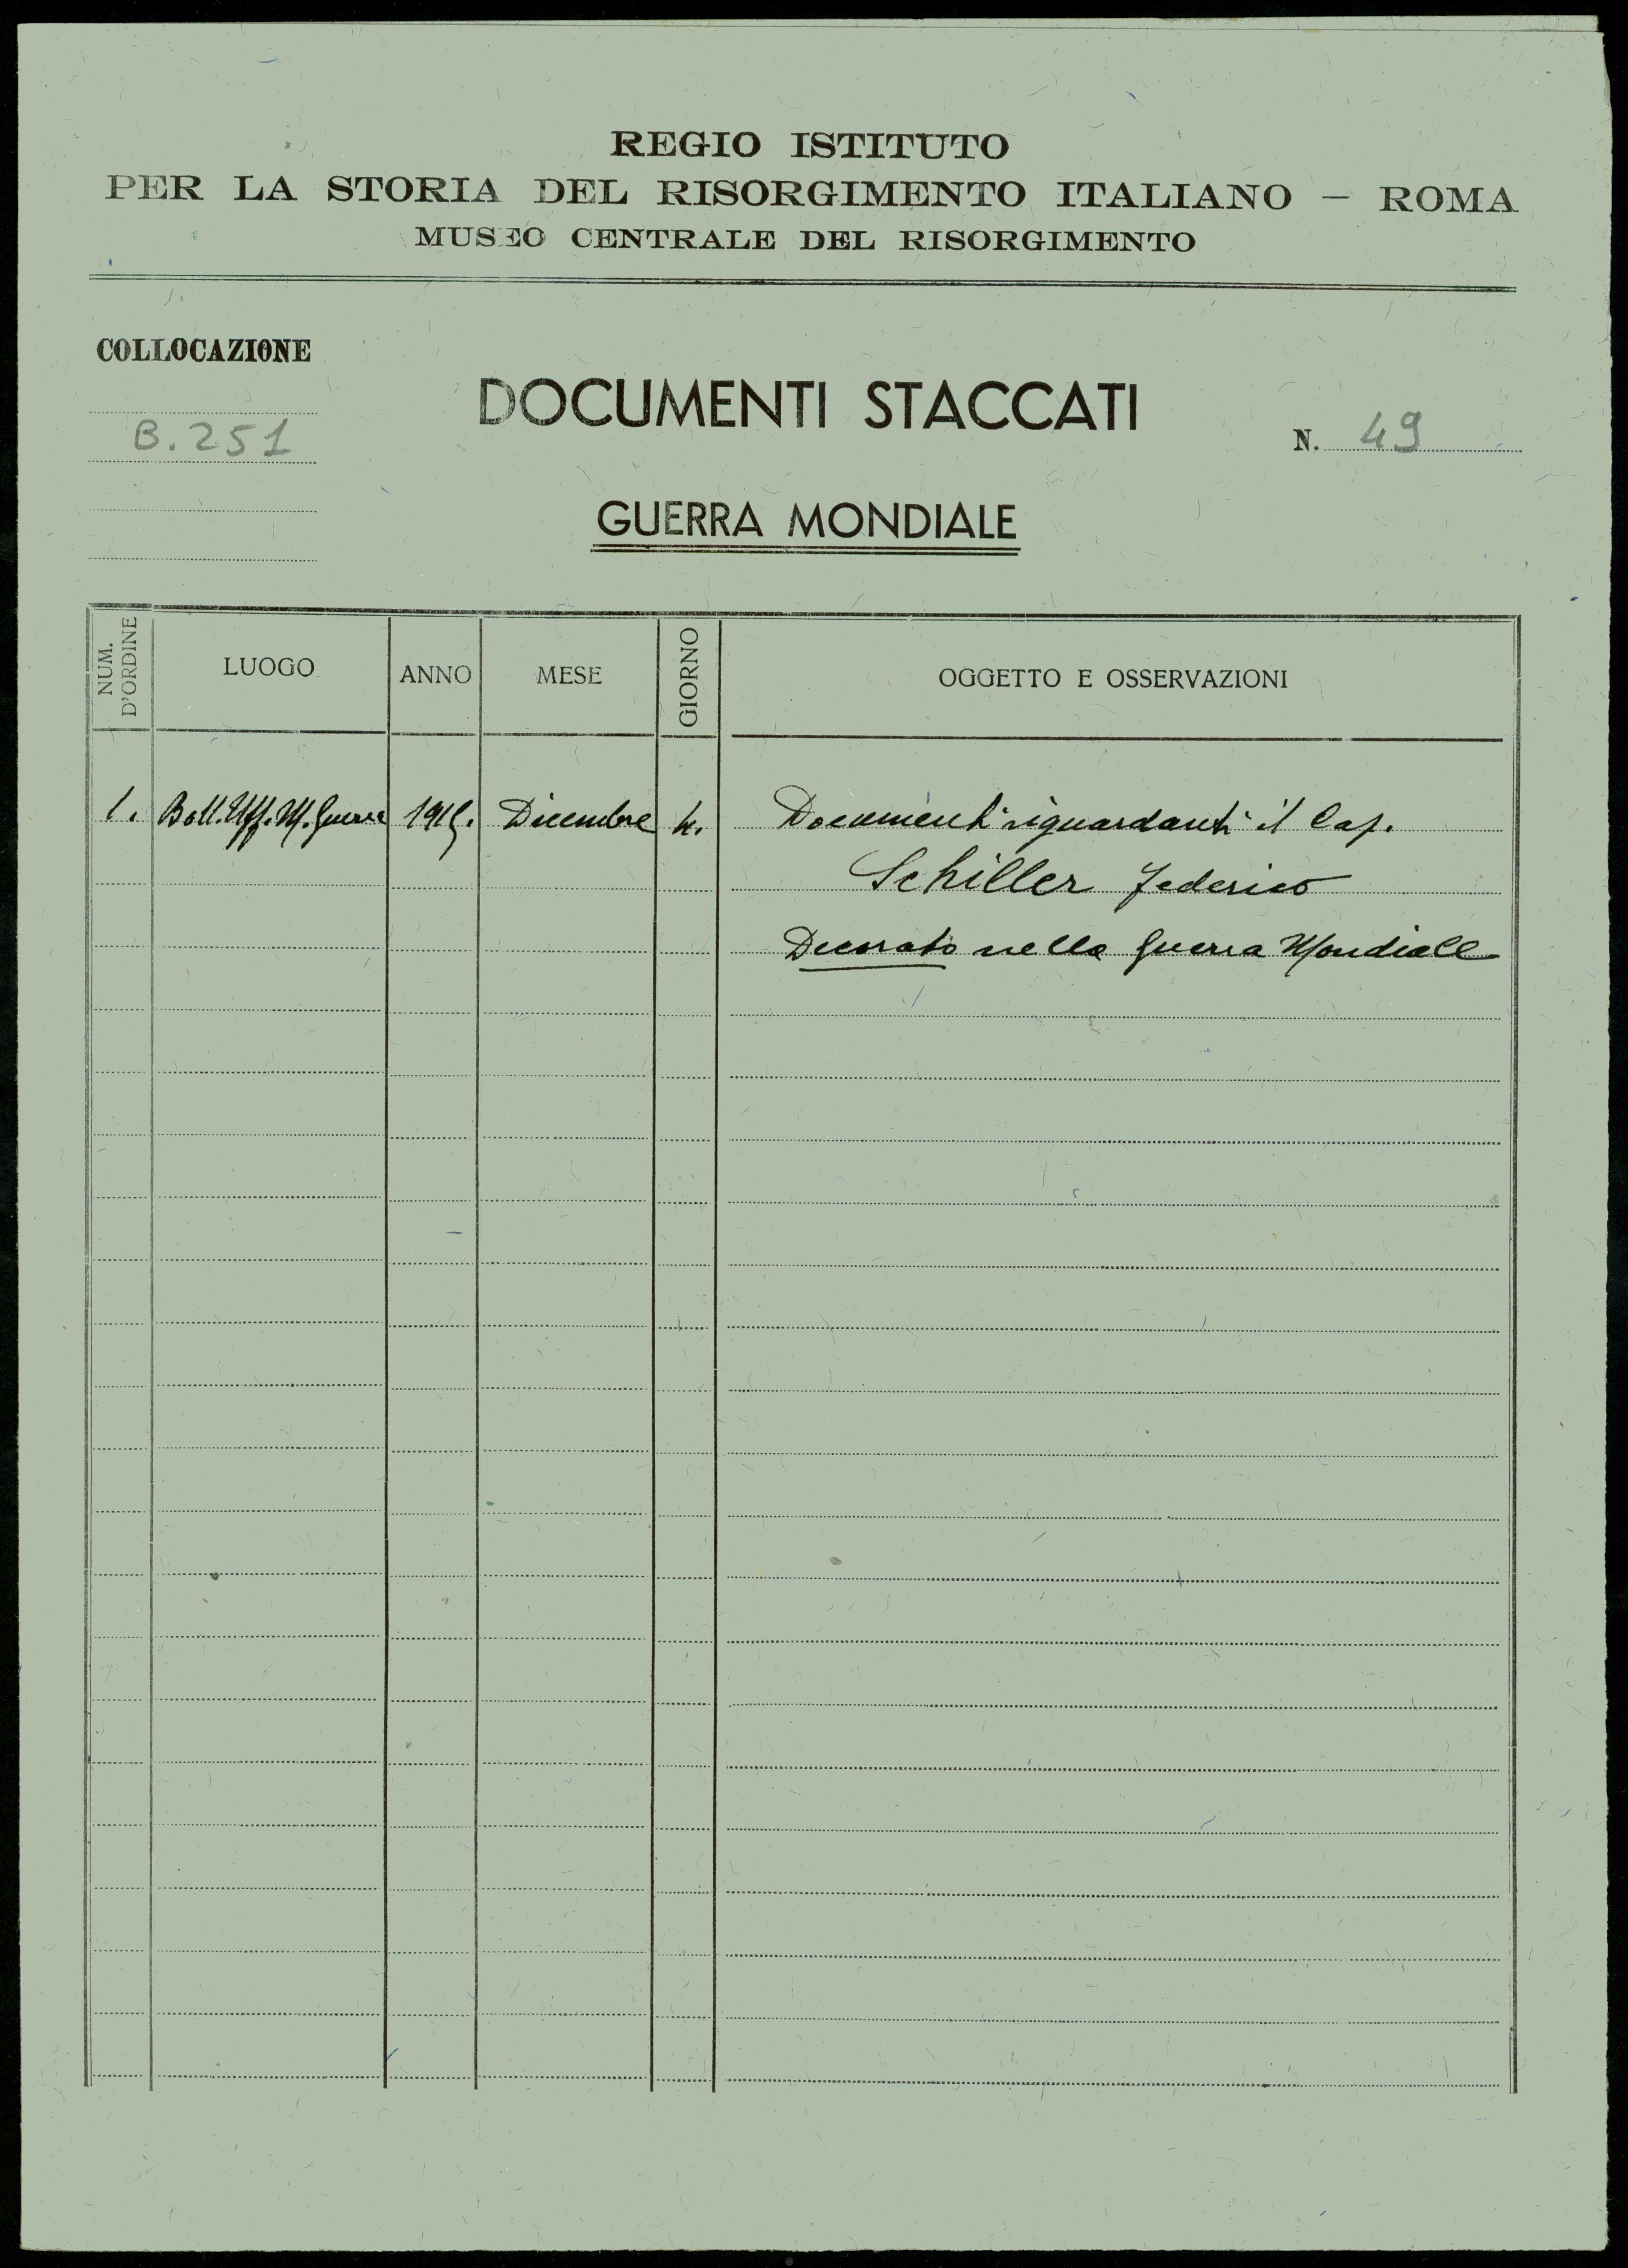 REGIO ISTITUTO
PER LA STORIA DEL RISORGIMENTO ITALIANO — ROMA
MUSEO CENTRALE DEL RISORGIMENTO
COLLOCAZIONE
B. 251
DOCUMENTI STACCATI
N. 49
GUERRA MONDIALE
NUM. D'ORDINE LUOGO ANNO MESE GIORNO OGGETTO E OSSERVAZIONI
1. Boll. Uff. M. Guerra Dicembre 4. Documenti riguardanti il Cap.
Schiller Federico
Decorato nella Guerra Mondiale